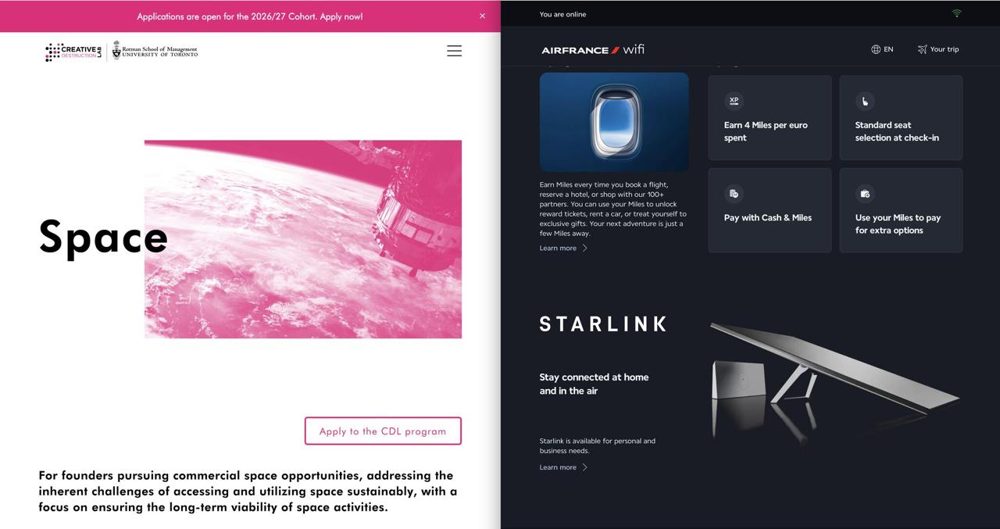 Applications are open for the 2026/27 Cohort. Apply now!
×
CREATIVE
DESTRUCTION
LAB
Rotman School of Management
UNIVERSITY OF TORONTO
Space
Apply to the CDL program
For founders pursuing commercial space opportunities, addressing the
inherent challenges of accessing and utilizing space sustainably, with a
focus on ensuring the long-term viability of space activities.
You are online
AIRFRANCE wifi
EN
Your trip
Earn Miles every time you book a flight,
reserve a hotel, or shop with our 100+
partners. You can use your Miles to unlock
reward tickets, rent a car, or treat yourself to
exclusive gifts. Your next adventure is just a
few Miles away.
Learn more
XP
Earn 4 Miles per euro
spent
Standard seat
selection at check-in
Pay with Cash & Miles
Use your Miles to pay
for extra options
STARLINK
Stay connected at home
and in the air
Starlink is available for personal and
business needs.
Learn more